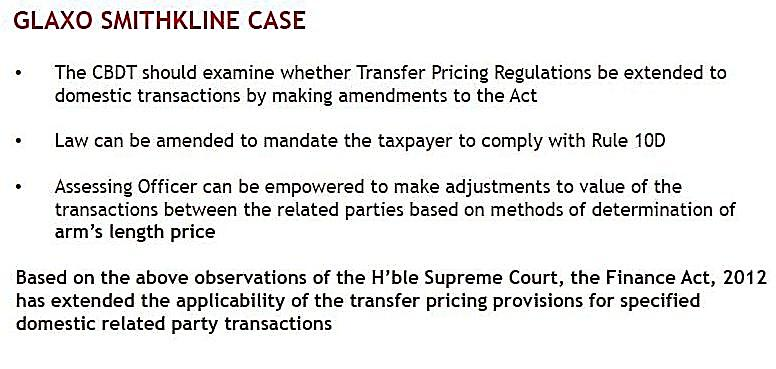 GLAXO SMITHKLINE CASE
• The CBDT should examine whether Transfer Pricing Regulations be extended to
domestic transactions by making amendments to the Act
• Law can be amended to mandate the taxpayer to comply with Rule 10D
• Assessing Officer can be empowered to make adjustments to value of the
transactions between the related parties based on methods of determination of
arm's length price
Based on the above observations of the H'ble Supreme Court, the Finance Act, 2012
has extended the applicability of the transfer pricing provisions for specified
domestic related party transactions